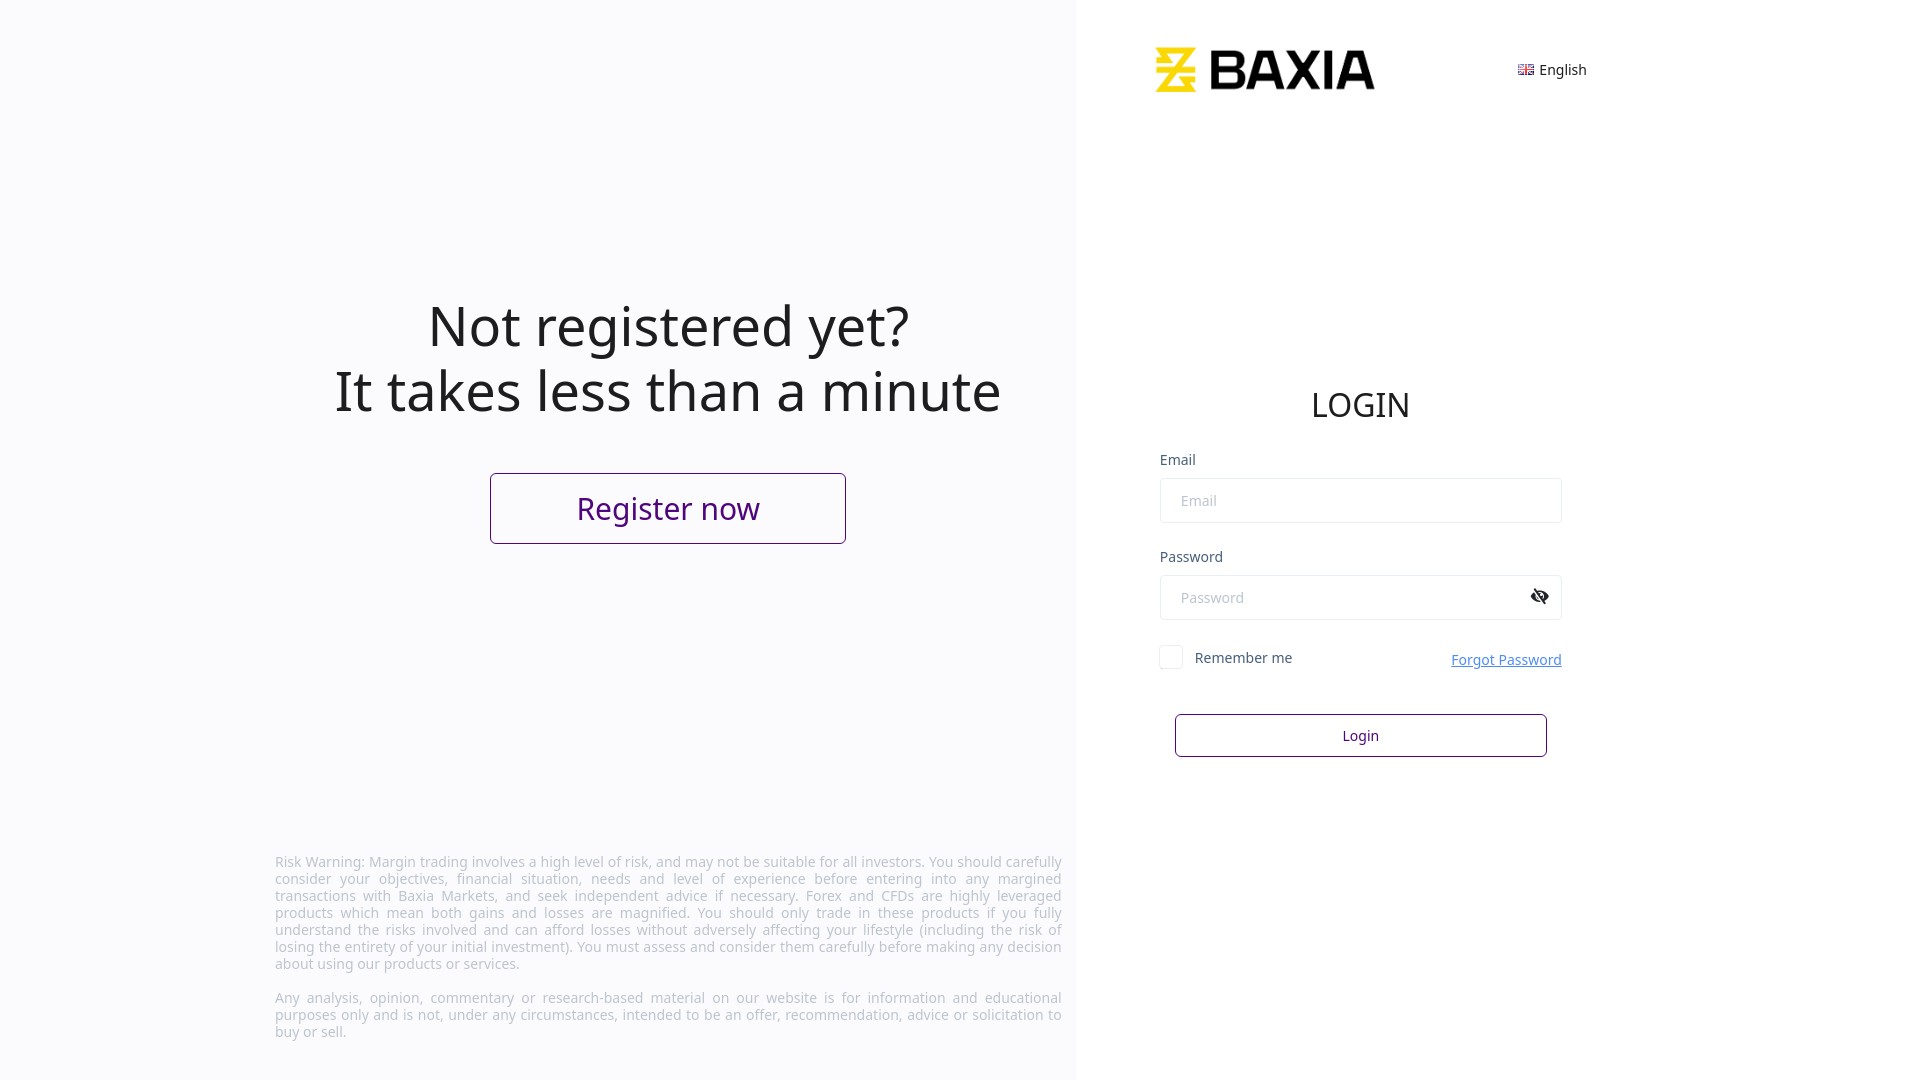 BAXIA
English
Not registered yet?
It takes less than a minute
Register now
LOGIN
Email
Email
Password
Password
Remember me
Forgot Password
Login
Risk Warning: Margin trading involves a high level of risk, and may not be suitable for all investors. You should carefully
consider your objectives, financial situation, needs and level of experience before entering into any margined
transactions with Baxia Markets, and seek independent advice if necessary. Forex and CFDs are highly leveraged
products which mean both gains and losses are magnified. You should only trade in these products if you fully
understand the risks involved and can afford losses without adversely affecting your lifestyle (including the risk of
losing the entirety of your initial investment). You must assess and consider them carefully before making any decision
about using our products or services.
Any analysis, opinion, commentary or research-based material on our website is for information and educational
purposes only and is not, under any circumstances, intended to be an offer, recommendation, advice or solicitation to
buy or sell.